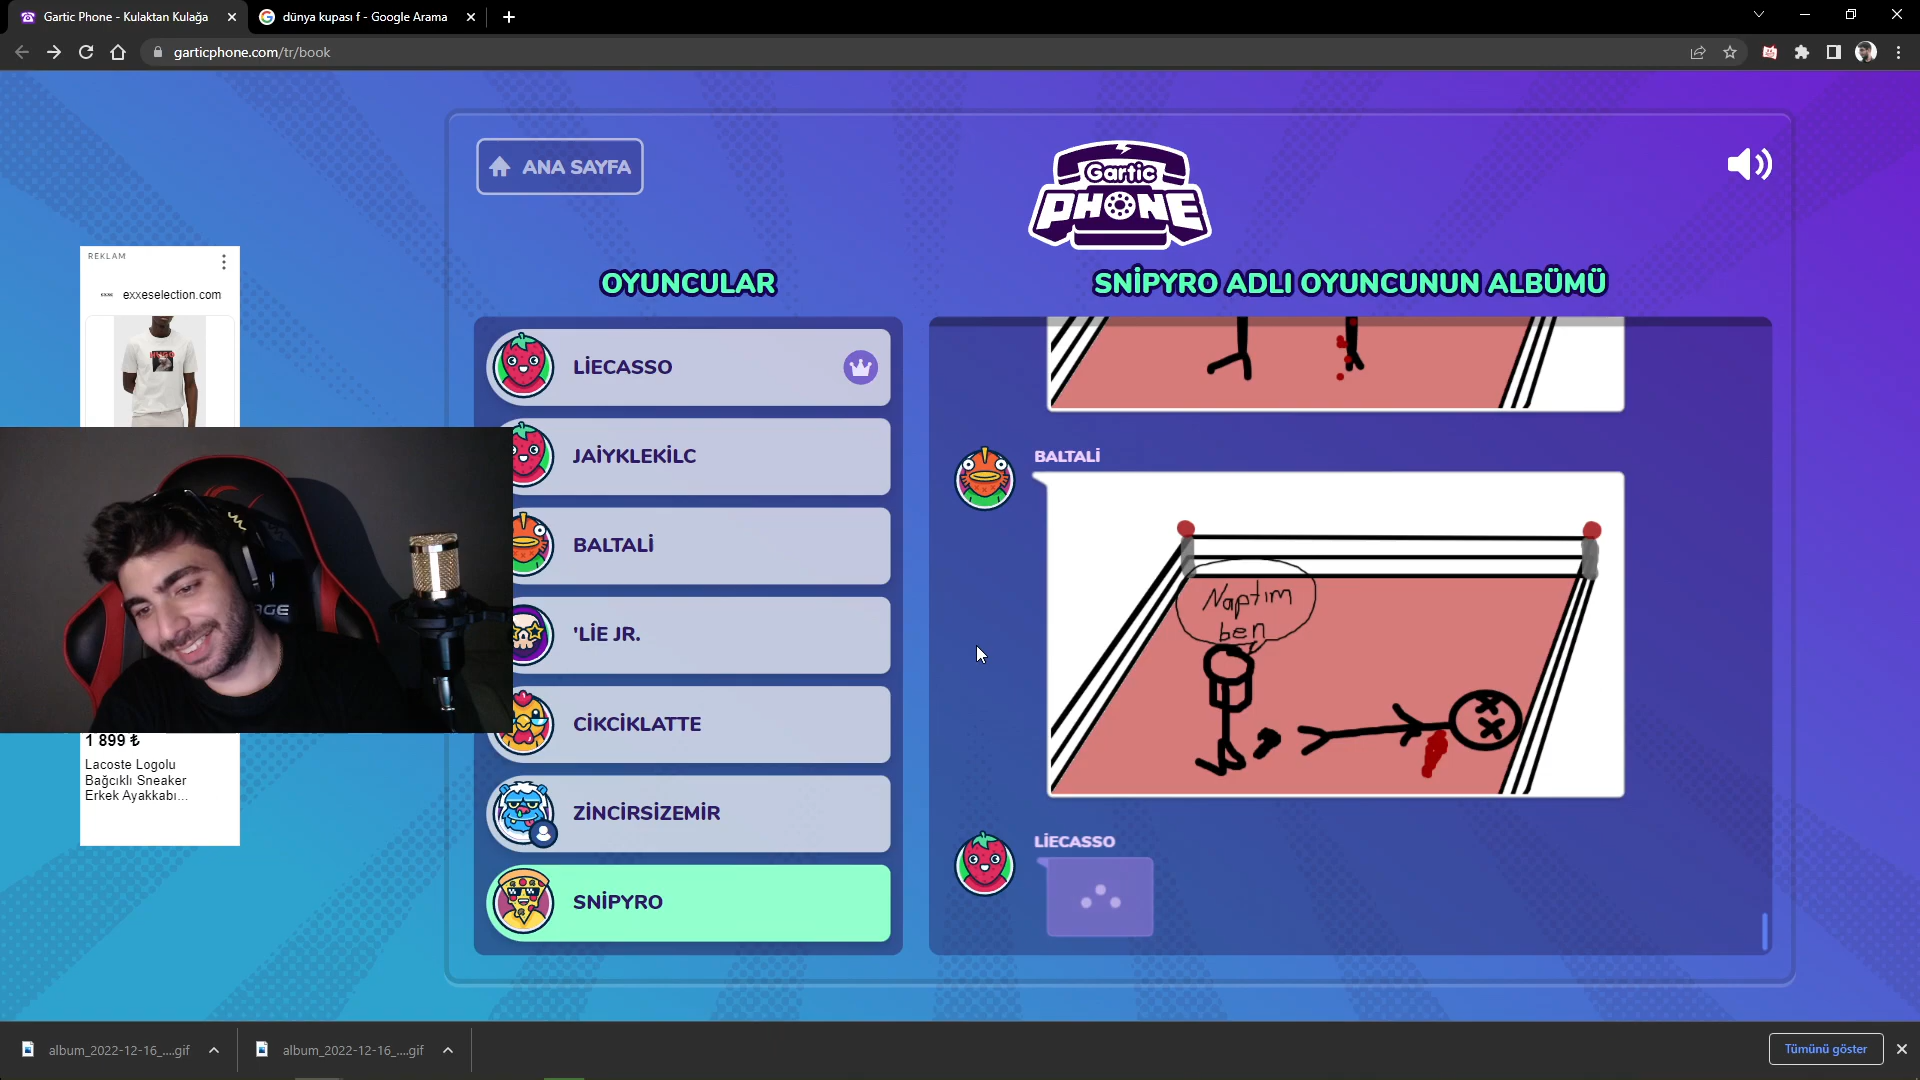 Gartic Phone - Kulaktan Kulağa
dünya kupası f - Google Arama
garticphone.com/tr/book
ANA SAYFA
Gartic
PHONE
OYUNCULAR
SNİPYRO ADLI OYUNCUNUN ALBÜMÜ
REKLAM
exxeselection.com
LİECASSO
JAİYKLEKİLC
BALTALİ
'LİE JR.
CİKCİKLATTE
ZİNCİRSİZEMİR
SNİPYRO
1 899 ₺
Lacoste Logolu
Bağcıklı Sneaker
Erkek Ayakkabı...
BALTALİ
Naptım
ben
LİECASSO
album_2022-12-16_....gif
album_2022-12-16_....gif
Tümünü göster